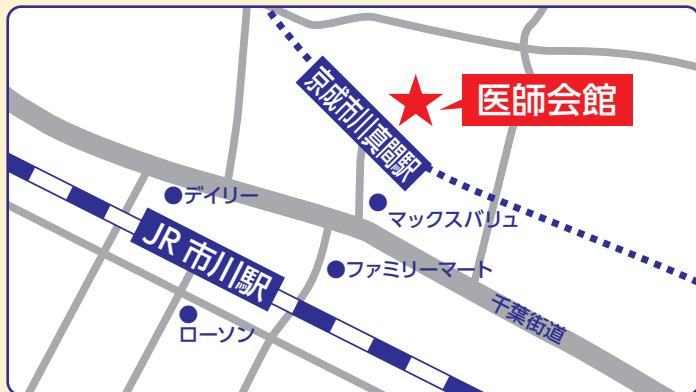 京成市川真間駅
医師会館
デイリー
マックスバリュ
JR 市川駅
ファミリーマート
千葉街道
ローソン